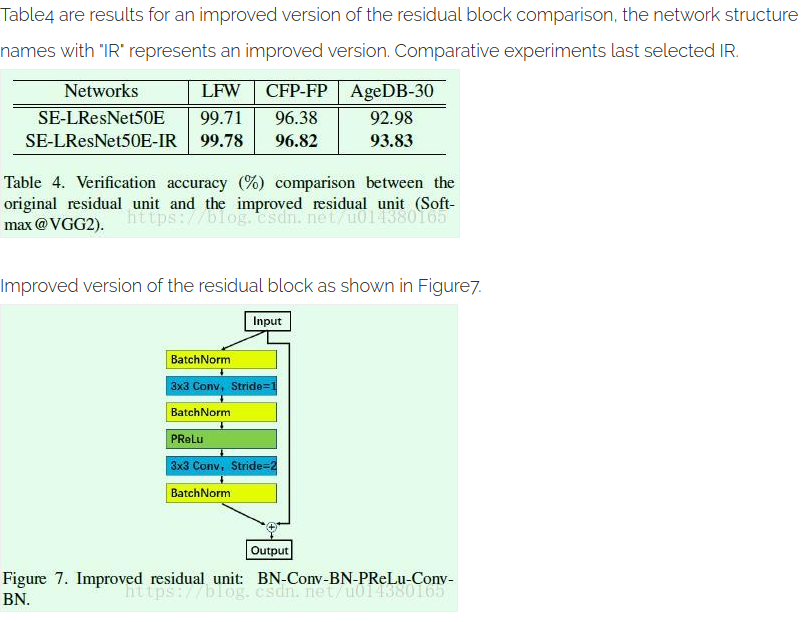 Table4 are results for an improved version of the residual block comparison, the network structure
names with "IR" represents an improved version. Comparative experiments last selected IR.
Networks LFW CFP-FP AgeDB-30
SE-LResNet50E 99.71 96.38 92.98
SE-LResNet50E-IR 99.78 96.82 93.83
Table 4. Verification accuracy (%) comparison between the
original residual unit and the improved residual unit (Soft-
max@VGG2).
https://blog.csdn.net/u014380165
Improved version of the residual block as shown in Figure7.
Input
BatchNorm
3x3 Conv, Stride=1
BatchNorm
PReLu
3x3 Conv, Stride=2
BatchNorm
Output
Figure 7. Improved residual unit: BN-Conv-BN-PReLu-Conv-
BN.
https://blog.csdn.net/u014380165